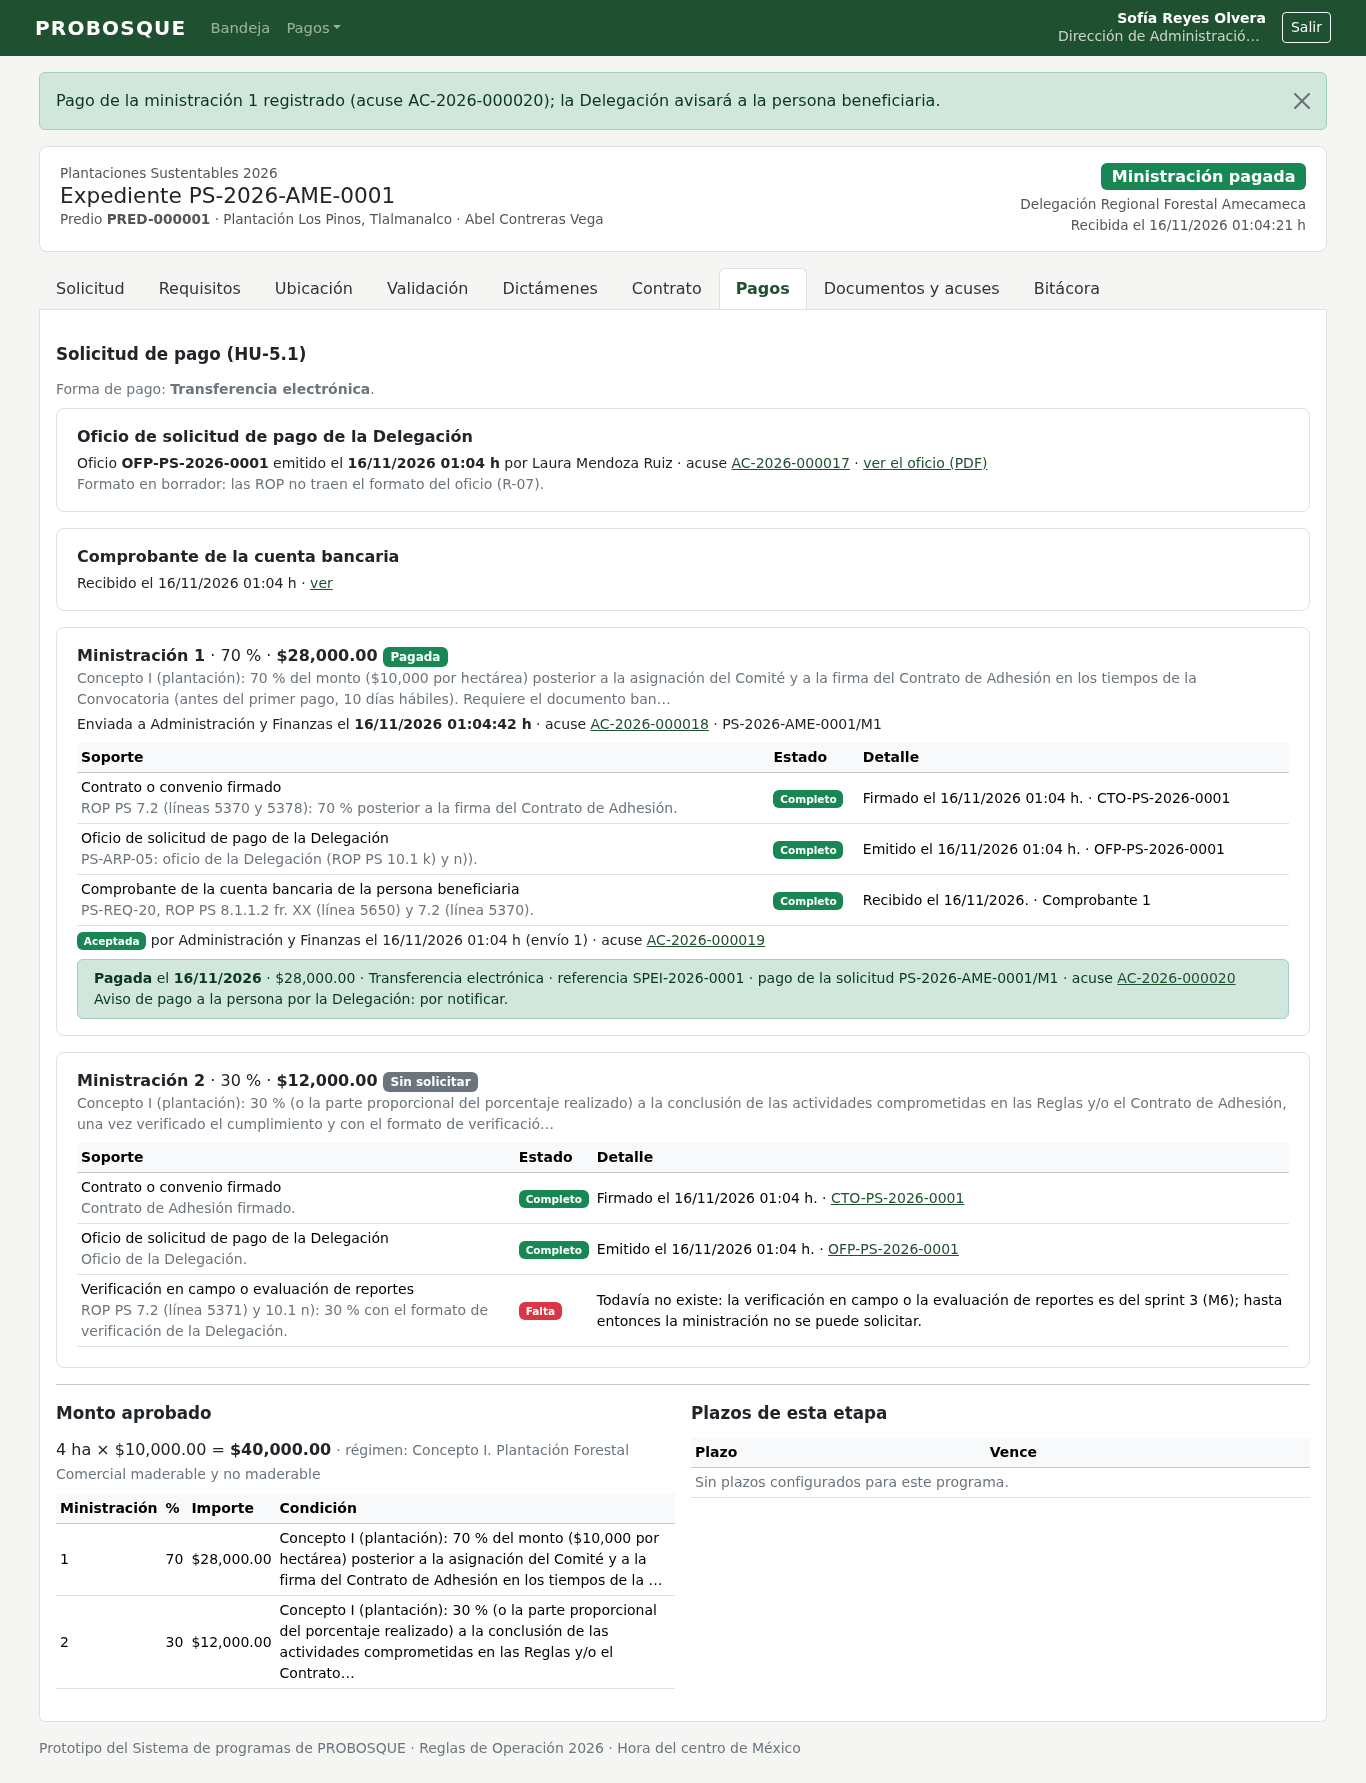 PROBOSQUE
Bandeja
Pagos
Sofía Reyes Olvera
Dirección de Administració…
Salir
Pago de la ministración 1 registrado (acuse AC-2026-000020); la Delegación avisará a la persona beneficiaria.
Plantaciones Sustentables 2026
Expediente PS-2026-AME-0001
Predio PRED-000001 · Plantación Los Pinos, Tlalmanalco · Abel Contreras Vega
Ministración pagada
Delegación Regional Forestal Amecameca
Recibida el 16/11/2026 01:04:21 h
Solicitud Requisitos Ubicación Validación Dictámenes Contrato Pagos Documentos y acuses Bitácora
Solicitud de pago (HU-5.1)
Forma de pago: Transferencia electrónica.
Oficio de solicitud de pago de la Delegación
Oficio OFP-PS-2026-0001 emitido el 16/11/2026 01:04 h por Laura Mendoza Ruiz · acuse AC-2026-000017 · ver el oficio (PDF)
Formato en borrador: las ROP no traen el formato del oficio (R-07).
Comprobante de la cuenta bancaria
Recibido el 16/11/2026 01:04 h · ver
Ministración 1 · 70 % · $28,000.00 Pagada
Concepto I (plantación): 70 % del monto ($10,000 por hectárea) posterior a la asignación del Comité y a la firma del Contrato de Adhesión en los tiempos de la
Convocatoria (antes del primer pago, 10 días hábiles). Requiere el documento ban…
Enviada a Administración y Finanzas el 16/11/2026 01:04:42 h · acuse AC-2026-000018 · PS-2026-AME-0001/M1
Soporte Estado Detalle
Contrato o convenio firmado
ROP PS 7.2 (líneas 5370 y 5378): 70 % posterior a la firma del Contrato de Adhesión.
Completo
Firmado el 16/11/2026 01:04 h. · CTO-PS-2026-0001
Oficio de solicitud de pago de la Delegación
PS-ARP-05: oficio de la Delegación (ROP PS 10.1 k) y n)).
Completo
Emitido el 16/11/2026 01:04 h. · OFP-PS-2026-0001
Comprobante de la cuenta bancaria de la persona beneficiaria
PS-REQ-20, ROP PS 8.1.1.2 fr. XX (línea 5650) y 7.2 (línea 5370).
Completo
Recibido el 16/11/2026. · Comprobante 1
Aceptada por Administración y Finanzas el 16/11/2026 01:04 h (envío 1) · acuse AC-2026-000019
Pagada el 16/11/2026 · $28,000.00 · Transferencia electrónica · referencia SPEI-2026-0001 · pago de la solicitud PS-2026-AME-0001/M1 · acuse AC-2026-000020
Aviso de pago a la persona por la Delegación: por notificar.
Ministración 2 · 30 % · $12,000.00 Sin solicitar
Concepto I (plantación): 30 % (o la parte proporcional del porcentaje realizado) a la conclusión de las actividades comprometidas en las Reglas y/o el Contrato de Adhesión,
una vez verificado el cumplimiento y con el formato de verificació…
Soporte Estado Detalle
Contrato o convenio firmado
Contrato de Adhesión firmado.
Completo
Firmado el 16/11/2026 01:04 h. · CTO-PS-2026-0001
Oficio de solicitud de pago de la Delegación
Oficio de la Delegación.
Completo
Emitido el 16/11/2026 01:04 h. · OFP-PS-2026-0001
Verificación en campo o evaluación de reportes
ROP PS 7.2 (línea 5371) y 10.1 n): 30 % con el formato de
verificación de la Delegación.
Falta
Todavía no existe: la verificación en campo o la evaluación de reportes es del sprint 3 (M6); hasta
entonces la ministración no se puede solicitar.
Monto aprobado
4 ha × $10,000.00 = $40,000.00 · régimen: Concepto I. Plantación Forestal
Comercial maderable y no maderable
Ministración % Importe Condición
1 70 $28,000.00
Concepto I (plantación): 70 % del monto ($10,000 por
hectárea) posterior a la asignación del Comité y a la
firma del Contrato de Adhesión en los tiempos de la …
2 30 $12,000.00
Concepto I (plantación): 30 % (o la parte proporcional
del porcentaje realizado) a la conclusión de las
actividades comprometidas en las Reglas y/o el
Contrato…
Plazos de esta etapa
Plazo Vence
Sin plazos configurados para este programa.
Prototipo del Sistema de programas de PROBOSQUE · Reglas de Operación 2026 · Hora del centro de México